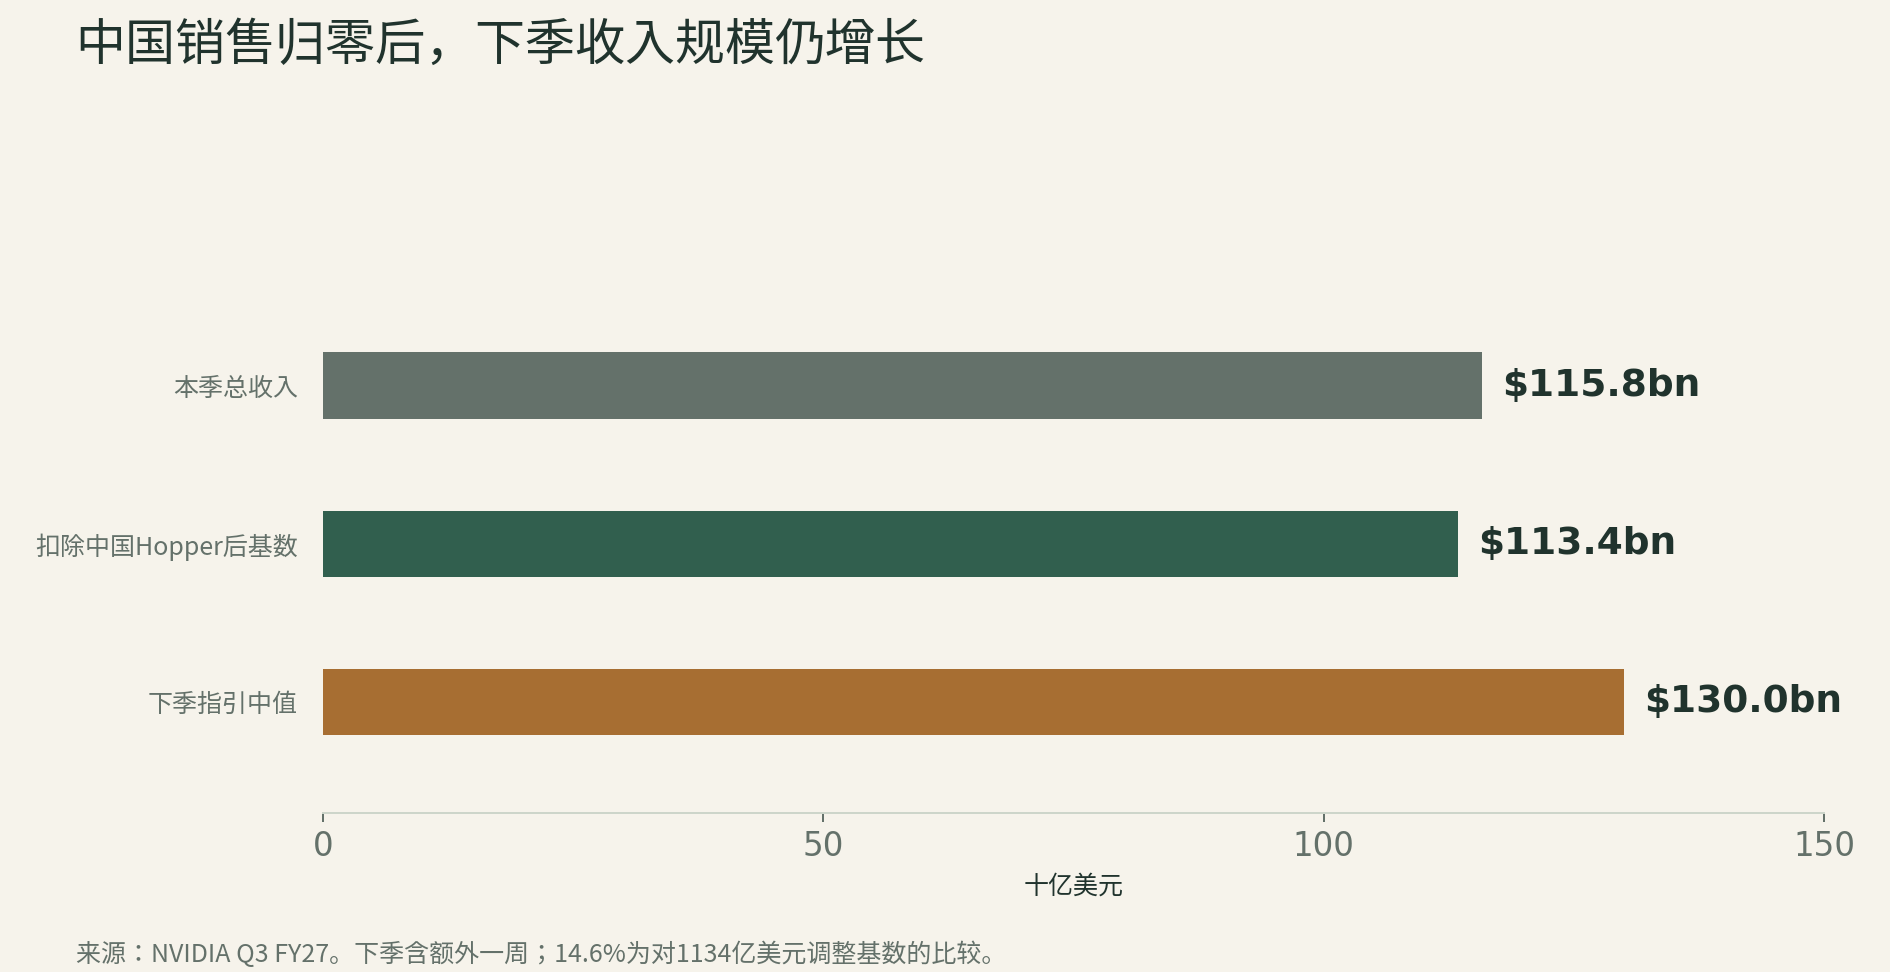 中国销售归零后，下季收入规模仍增长
本季总收入
$115.8bn
扣除中国Hopper后基数
$113.4bn
下季指引中值
$130.0bn
0 50 100 150
十亿美元
来源：NVIDIA Q3 FY27。下季含额外一周；14.6%为对1134亿美元调整基数的比较。